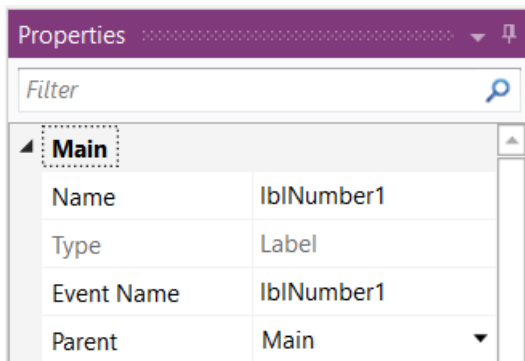 Properties
Filter
Main
Name lblNumber1
Type Label
Event Name lblNumber1
Parent Main